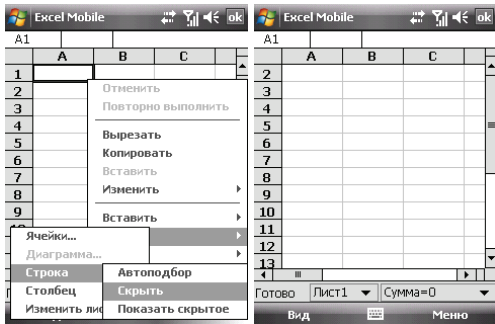 Excel Mobile ok
A1
A B C
1
2
3
4
5
6
7
8
9
Отменить
Повторно выполнить
Вырезать
Копировать
Вставить
Изменить
Вставить
Ячейки...
Диаграмма...
Строка
Столбец
Изменить лис
Автоподбор
Скрыть
Показать скрытое
Excel Mobile ok
A1
A B C
2
3
4
5
6
7
8
9
10
11
12
13
Готово Лист1 Сумма=0
Вид Меню